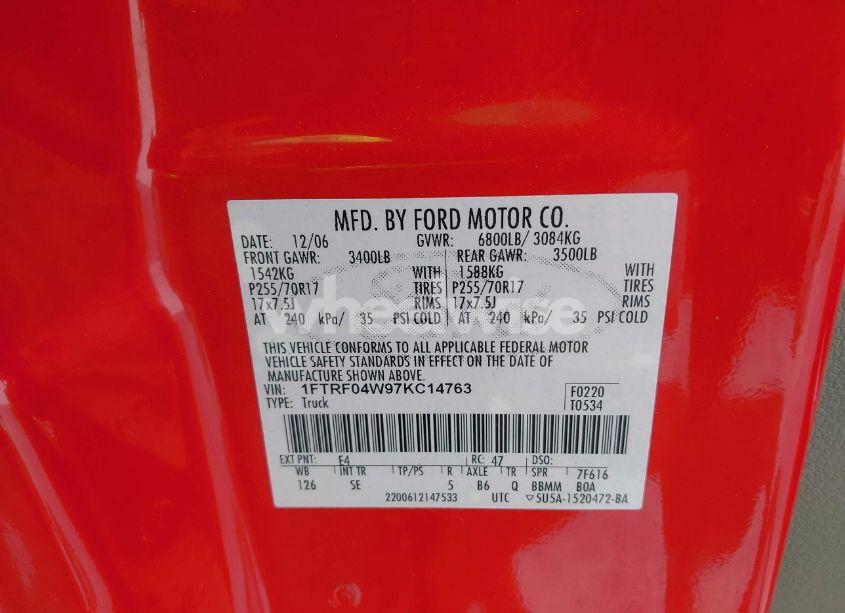 MFD. BY FORD MOTOR CO.
DATE: 12/06 GVWR: 6800LB/ 3084KG
FRONT GAWR: 3400LB REAR GAWR: 3500LB
1542KG WITH 1588KG WITH
P255/70R17 TIRES P255/70R17 TIRES
17x7.5J RIMS 17x7.5J RIMS
AT 240 kPa/ 35 PSI COLD AT 240 kPa/ 35 PSI COLD
wheelwise
THIS VEHICLE CONFORMS TO ALL APPLICABLE FEDERAL MOTOR
VEHICLE SAFETY STANDARDS IN EFFECT ON THE DATE OF
MANUFACTURE SHOWN ABOVE.
VIN: 1FTRF04W97KC14763 F0220
TYPE: Truck T0534
EXT PNT: F4 RC: 47 DSO:
WB INT TR TP/PS R AXLE TR SPR 7F616
126 SE 5 B6 Q BBMM BOA
2200612147533 UTC ▽5U5A-1520472-BA